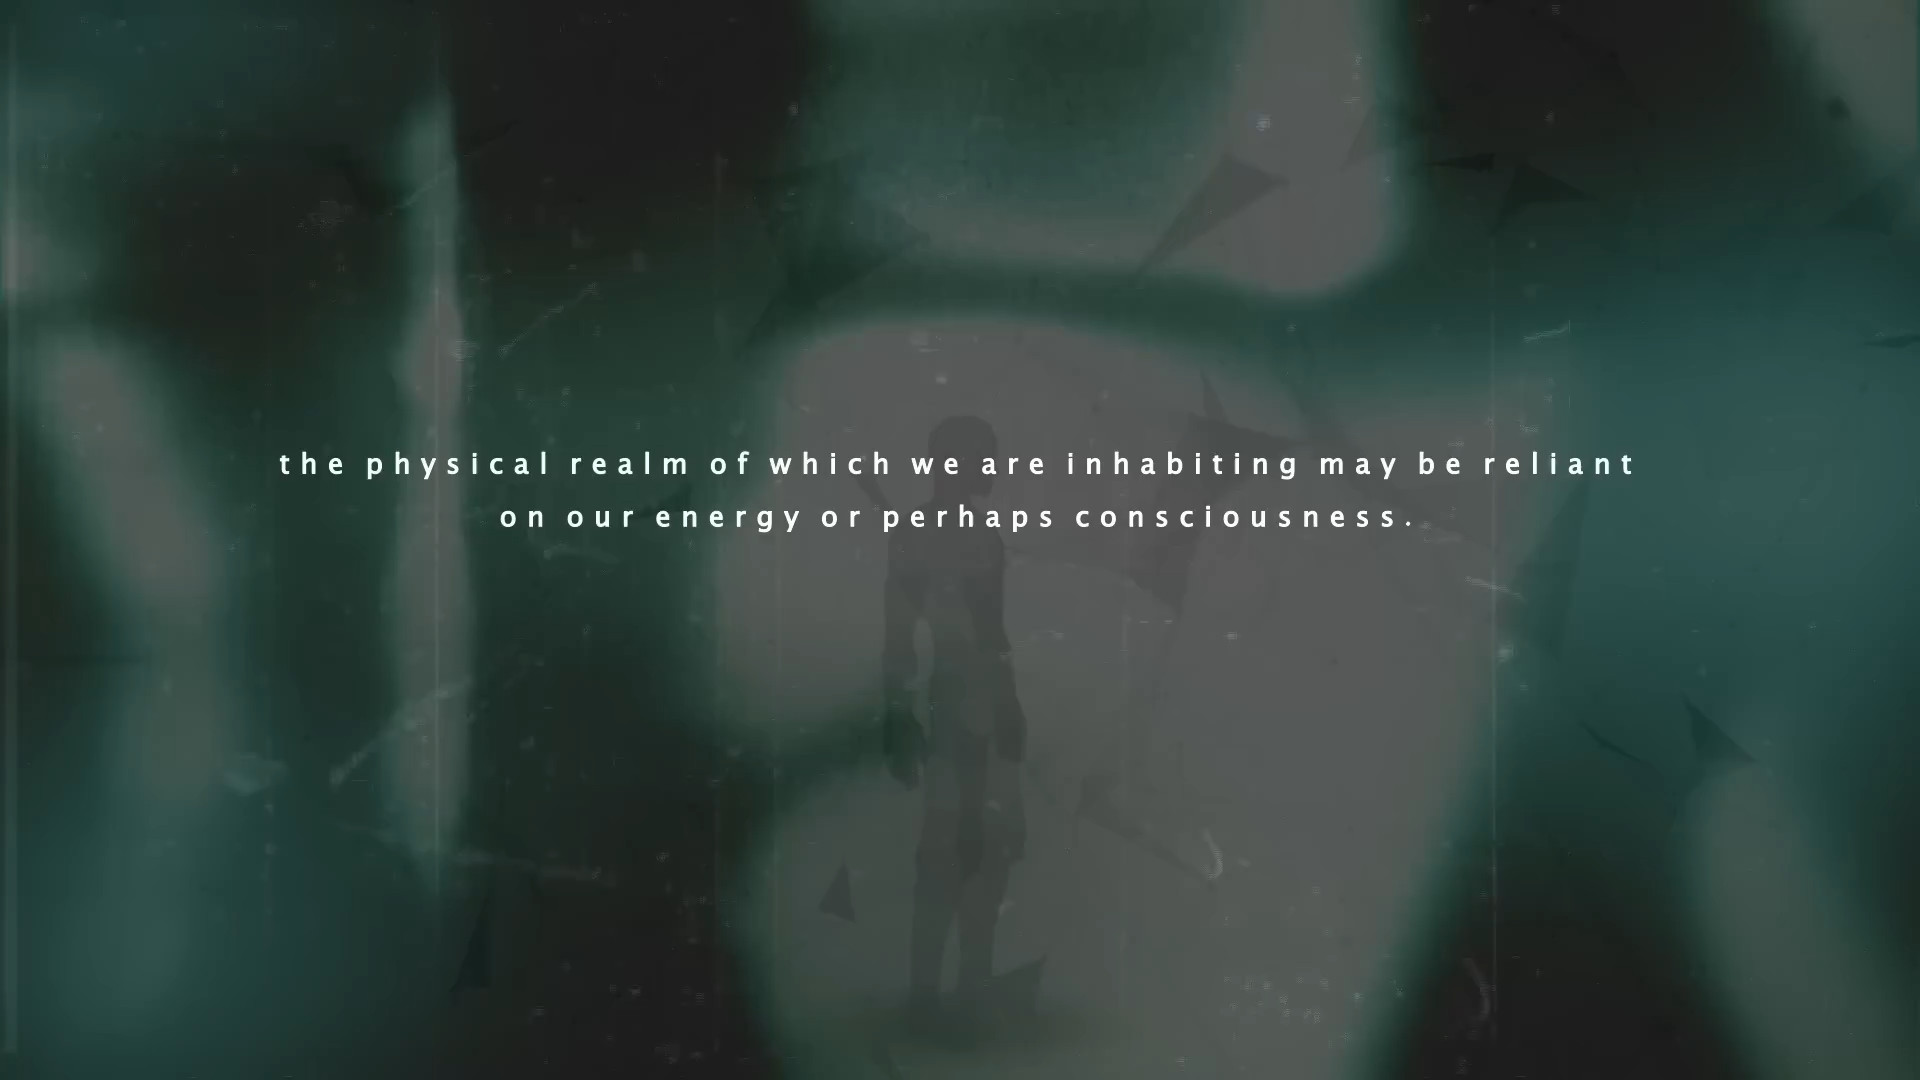 the physical realm of which we are inhabiting may be reliant
on our energy or perhaps consciousness.